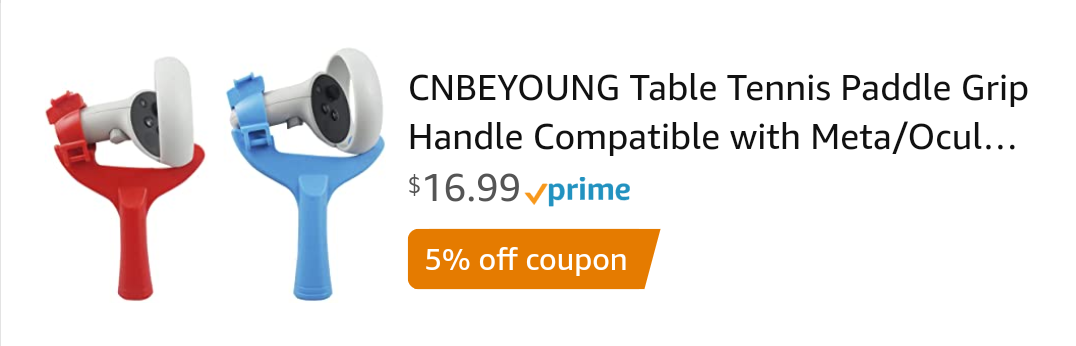 CNBEYOUNG Table Tennis Paddle Grip
Handle Compatible with Meta/Ocul...
$16.99 prime
5% off coupon